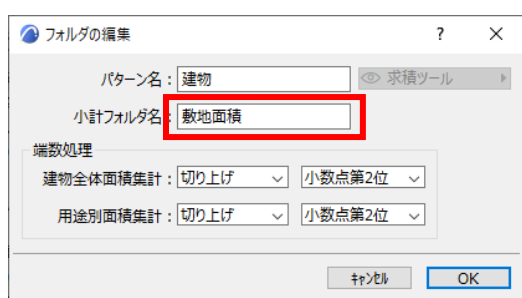 フォルダの編集 ? ×
パターン名：建物 求積ツール
小計フォルダ名：敷地面積
端数処理
建物全体面積集計：切り上げ 小数点第2位
用途別面積集計：切り上げ 小数点第2位
ｷｬﾝｾﾙ OK